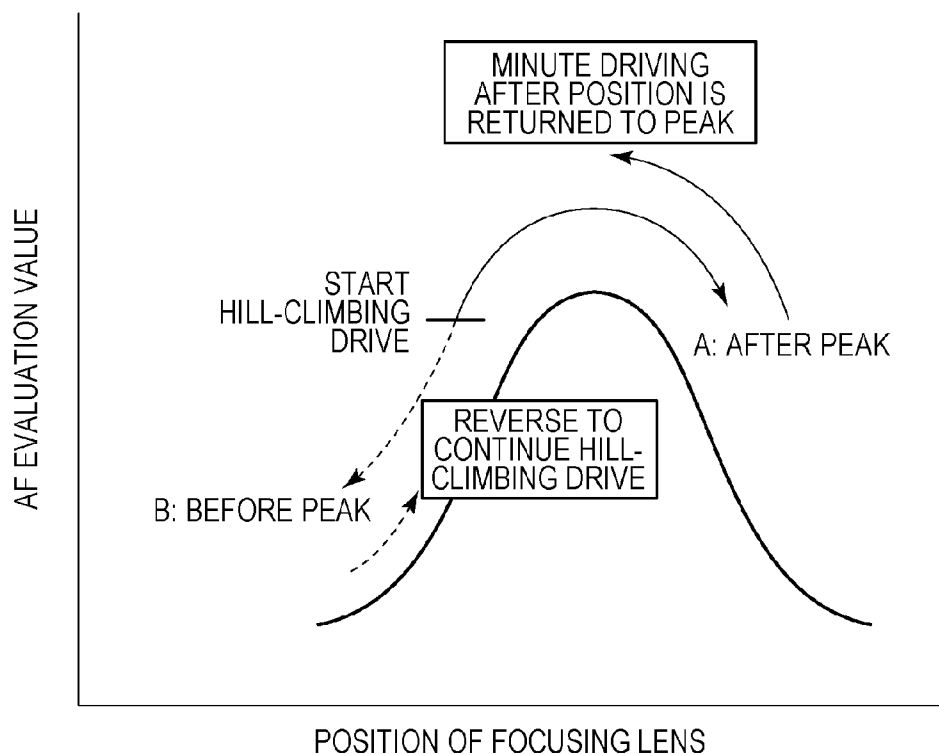 MINUTE DRIVING
AFTER POSITION IS
RETURNED TO PEAK
START
HILL-CLIMBING
DRIVE
A: AFTER PEAK
REVERSE TO
CONTINUE HILL-
CLIMBING DRIVE
B: BEFORE PEAK
AF EVALUATION VALUE
POSITION OF FOCUSING LENS